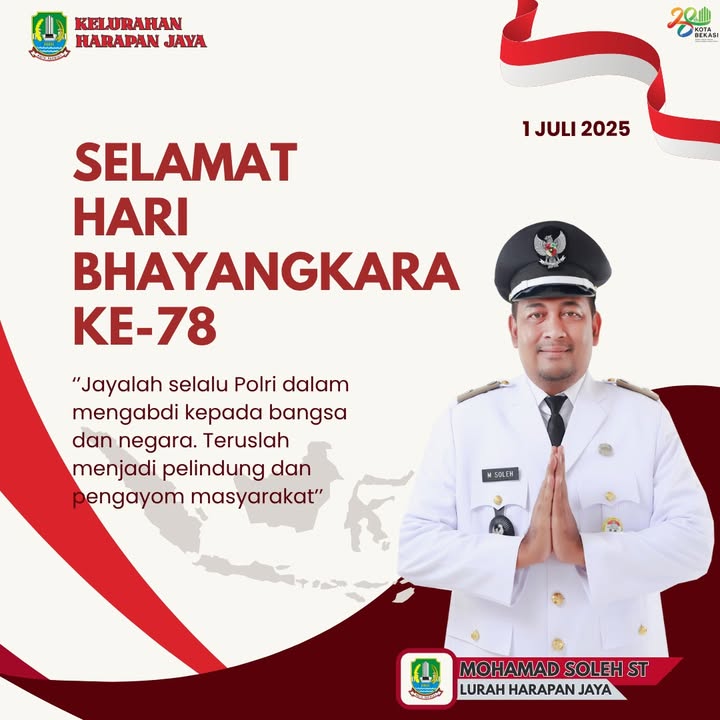 KELURAHAN
HARAPAN JAYA
28 KOTA
BEKASI
1 JULI 2025
SELAMAT
HARI
BHAYANGKARA
KE-78
“Jayalah selalu Polri dalam
mengabdi kepada bangsa
dan negara. Teruslah
menjadi pelindung dan
pengayom masyarakat”
M SOLEH
MOHAMAD SOLEH ST
LURAH HARAPAN JAYA